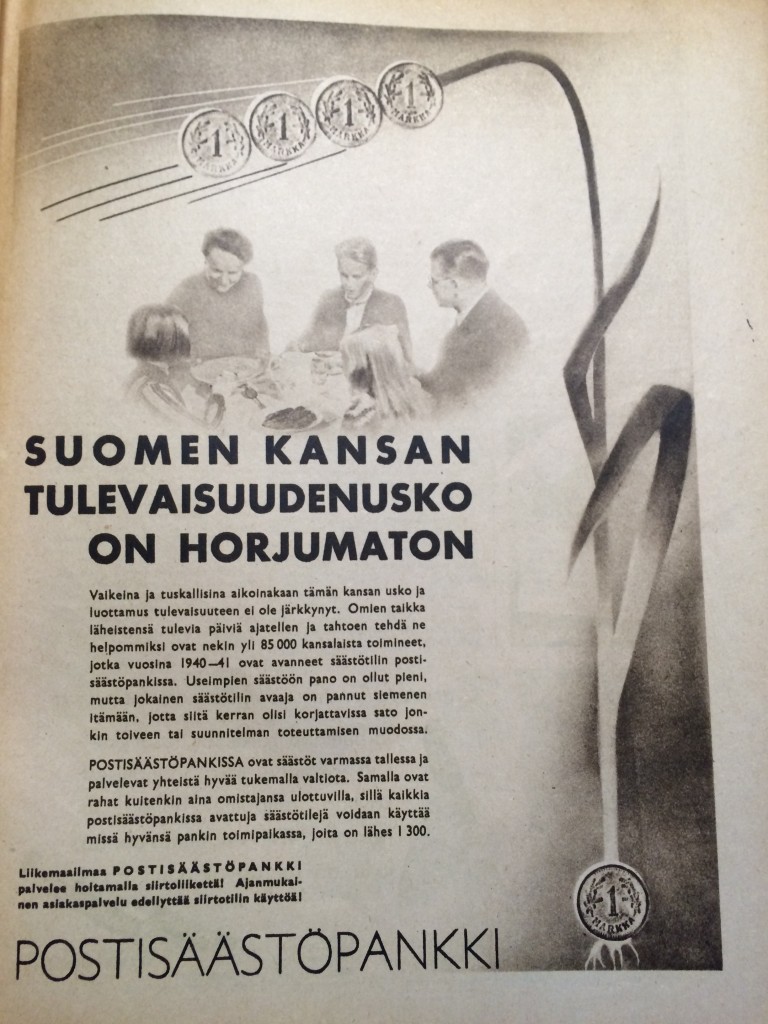 1
MARKKA
1
MARKKA
1
MARKKA
1
MARKKA
SUOMEN KANSAN
TULEVAISUUDENUSKO
ON HORJUMATON
Vaikeina ja tuskallisina aikoinakaan tämän kansan usko ja
luottamus tulevaisuuteen ei ole järkkynyt. Omien taikka
läheistensä tulevia päiviä ajatellen ja tahtoen tehdä ne
helpommiksi ovat nekin yli 85 000 kansalaista toimineet,
jotka vuosina 1940—41 ovat avanneet säästötilin posti-
säästöpankissa. Useimpien säästöön pano on ollut pieni,
mutta jokainen säästötilin avaaja on pannut siemenen
itämään, jotta siitä kerran olisi korjattavissa sato jon-
kin toiveen tai suunnitelman toteuttamisen muodossa.
POSTISÄÄSTÖPANKISSA ovat säästöt varmassa tallessa ja
palvelevat yhteistä hyvää tukemalla valtiota. Samalla ovat
rahat kuitenkin aina omistajansa ulottuvilla, sillä kaikkia
postisäästöpankissa avattuja säästötilejä voidaan käyttää
missä hyvänsä pankin toimipaikassa, joita on lähes 1 300.
Liikemaailmaa POSTISÄÄSTÖPANKKI
palvelee hoitamalla siirtoliikettä! Ajanmukai-
nen asiakaspalvelu edellyttää siirtotilin käyttöä!
1
MARKKA
POSTISÄÄSTÖPANKKI